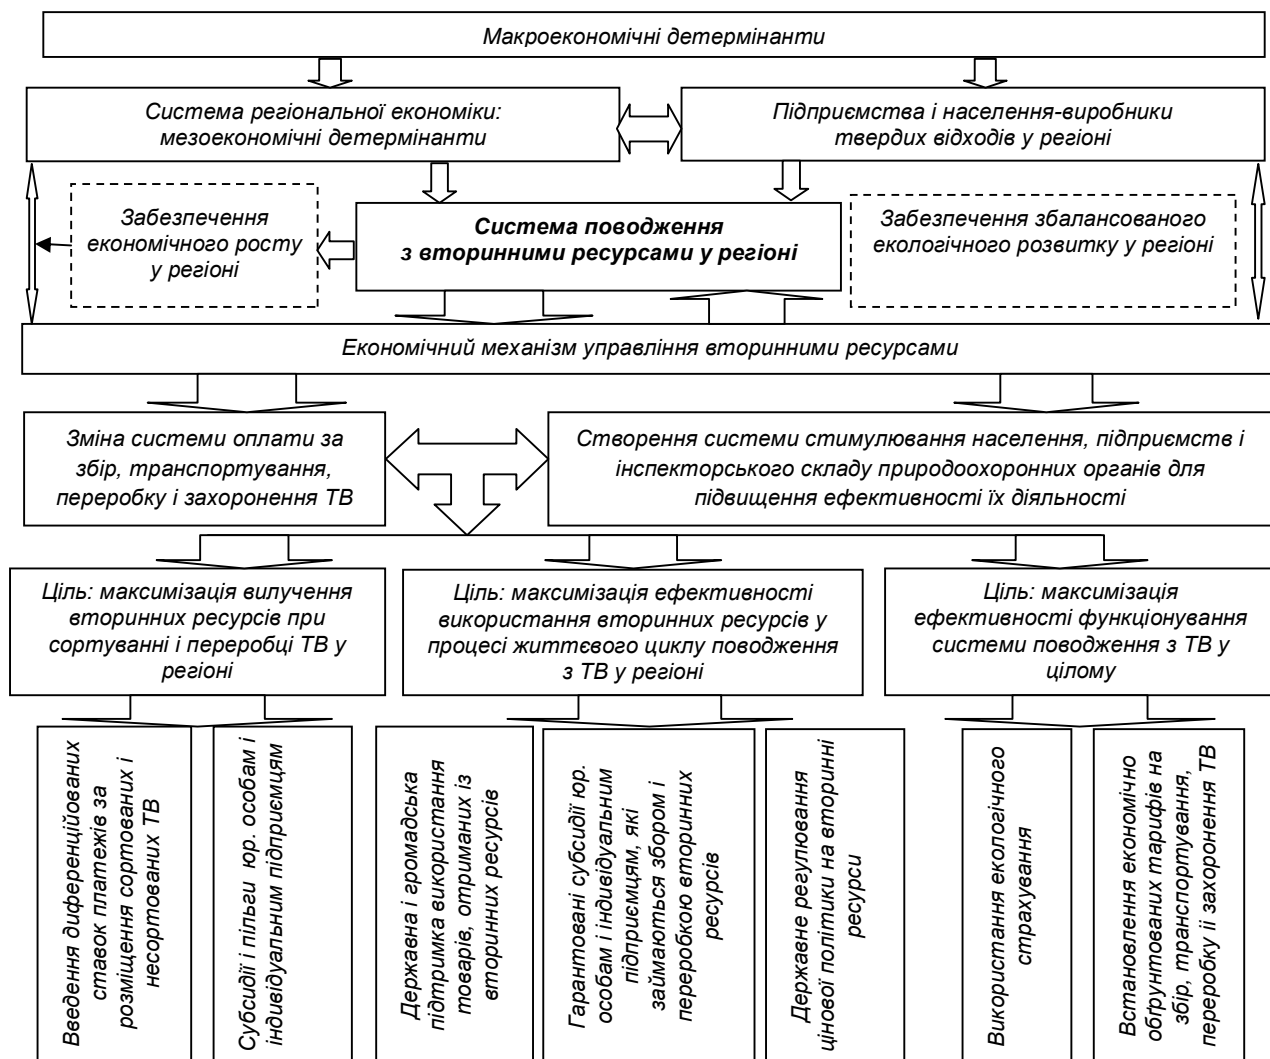 Макроекономічні детермінанти
Система регіональної економіки:
мезоекономічні детермінанти
Підприємства і населення-виробники
твердих відходів у регіоні
Забезпечення
економічного росту
у регіоні
Система поводження
з вторинними ресурсами у регіоні
Забезпечення збалансованого
екологічного розвитку у регіоні
Економічний механізм управління вторинними ресурсами
Зміна системи оплати за
збір, транспортування,
переробку і захоронення ТВ
Створення системи стимулювання населення, підприємств і
інспекторського складу природоохоронних органів для
підвищення ефективності їх діяльності
Ціль: максимізація вилучення
вторинних ресурсів при
сортуванні і переробці ТВ у
регіоні
Ціль: максимізація ефективності
використання вторинних ресурсів у
процесі життєвого циклу поводження
з ТВ у регіоні
Ціль: максимізація
ефективності функціонування
системи поводження з ТВ у
цілому
Введення диференційованих
ставок платежів за
розміщення сортованих і
несортованих ТВ
Субсидії і пільги юр. особам і
індивідуальним підприємцям
Державна і громадська
підтримка використання
товарів, отриманих із
вторинних ресурсів
Гарантовані субсидії юр.
особам і індивідуальним
підприємцям, які
займаються збором і
переробкою вторинних
ресурсів
Державне регулювання
цінової політики на вторинні
ресурси
Використання екологічного
страхування
Встановлення економічно
обґрунтованих тарифів на
збір, транспортування,
переробку іі захоронення ТВ